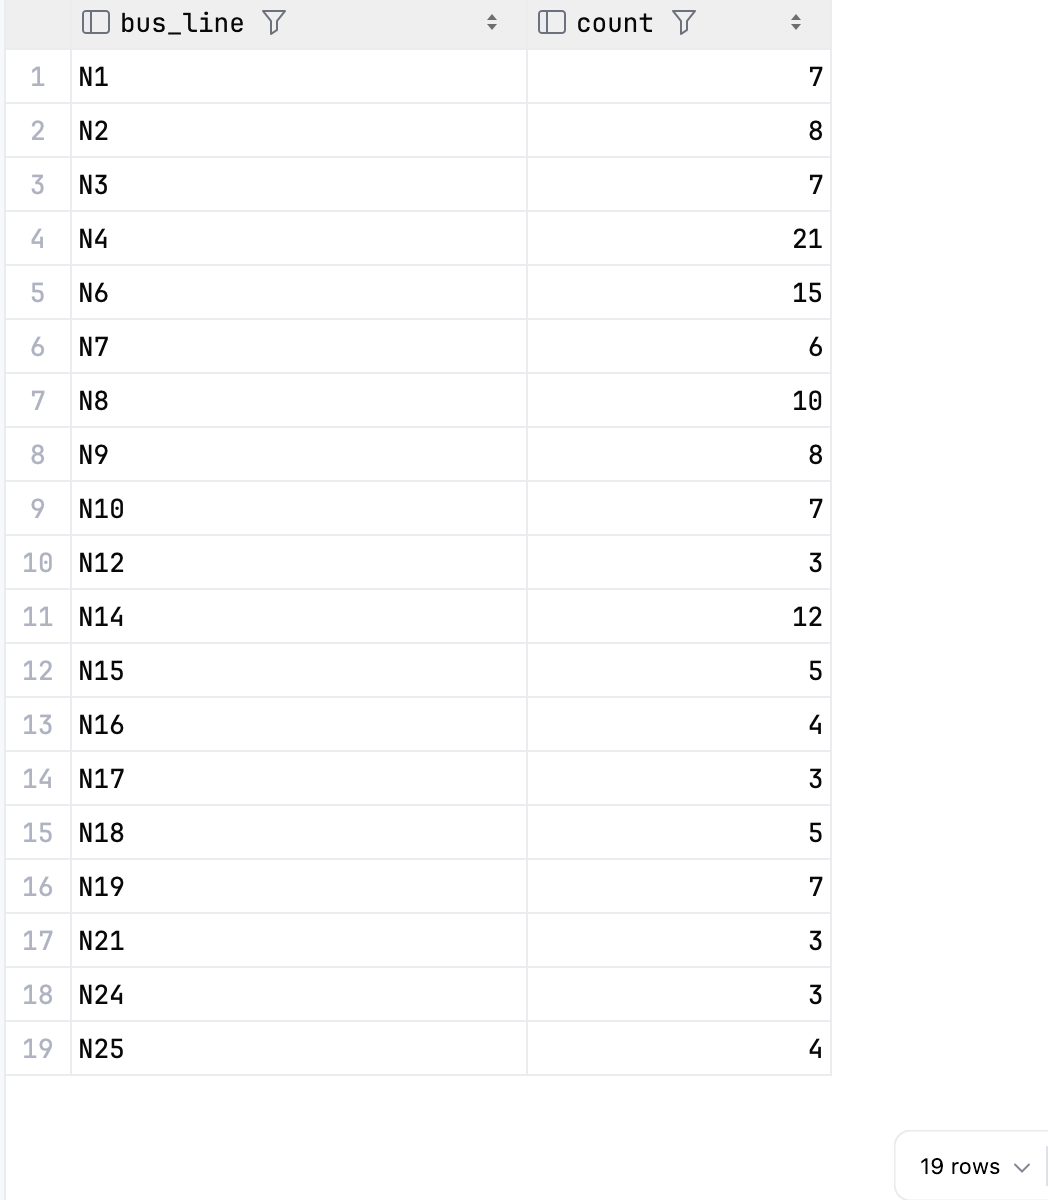 bus_line count
1 N1 7
2 N2 8
3 N3 7
4 N4 21
5 N6 15
6 N7 6
7 N8 10
8 N9 8
9 N10 7
10 N12 3
11 N14 12
12 N15 5
13 N16 4
14 N17 3
15 N18 5
16 N19 7
17 N21 3
18 N24 3
19 N25 4
19 rows